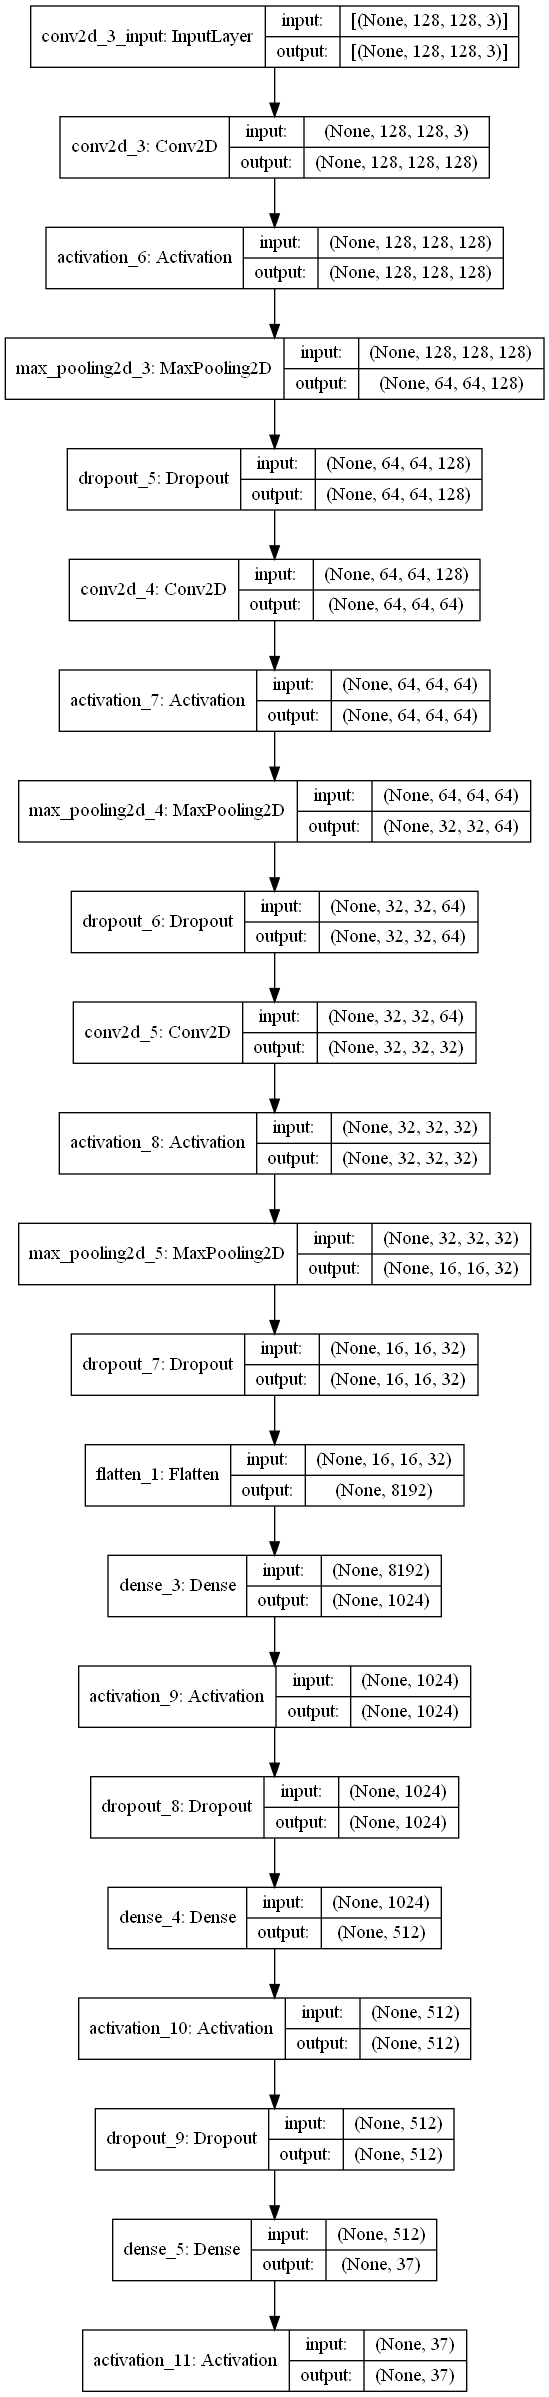 conv2d_3_input: InputLayer
input: [(None, 128, 128, 3)]
output: [(None, 128, 128, 3)]
conv2d_3: Conv2D
input: (None, 128, 128, 3)
output: (None, 128, 128, 128)
activation_6: Activation
input: (None, 128, 128, 128)
output: (None, 128, 128, 128)
max_pooling2d_3: MaxPooling2D
input: (None, 128, 128, 128)
output: (None, 64, 64, 128)
dropout_5: Dropout
input: (None, 64, 64, 128)
output: (None, 64, 64, 128)
conv2d_4: Conv2D
input: (None, 64, 64, 128)
output: (None, 64, 64, 64)
activation_7: Activation
input: (None, 64, 64, 64)
output: (None, 64, 64, 64)
max_pooling2d_4: MaxPooling2D
input: (None, 64, 64, 64)
output: (None, 32, 32, 64)
dropout_6: Dropout
input: (None, 32, 32, 64)
output: (None, 32, 32, 64)
conv2d_5: Conv2D
input: (None, 32, 32, 64)
output: (None, 32, 32, 32)
activation_8: Activation
input: (None, 32, 32, 32)
output: (None, 32, 32, 32)
max_pooling2d_5: MaxPooling2D
input: (None, 32, 32, 32)
output: (None, 16, 16, 32)
dropout_7: Dropout
input: (None, 16, 16, 32)
output: (None, 16, 16, 32)
flatten_1: Flatten
input: (None, 16, 16, 32)
output: (None, 8192)
dense_3: Dense
input: (None, 8192)
output: (None, 1024)
activation_9: Activation
input: (None, 1024)
output: (None, 1024)
dropout_8: Dropout
input: (None, 1024)
output: (None, 1024)
dense_4: Dense
input: (None, 1024)
output: (None, 512)
activation_10: Activation
input: (None, 512)
output: (None, 512)
dropout_9: Dropout
input: (None, 512)
output: (None, 512)
dense_5: Dense
input: (None, 512)
output: (None, 37)
activation_11: Activation
input: (None, 37)
output: (None, 37)